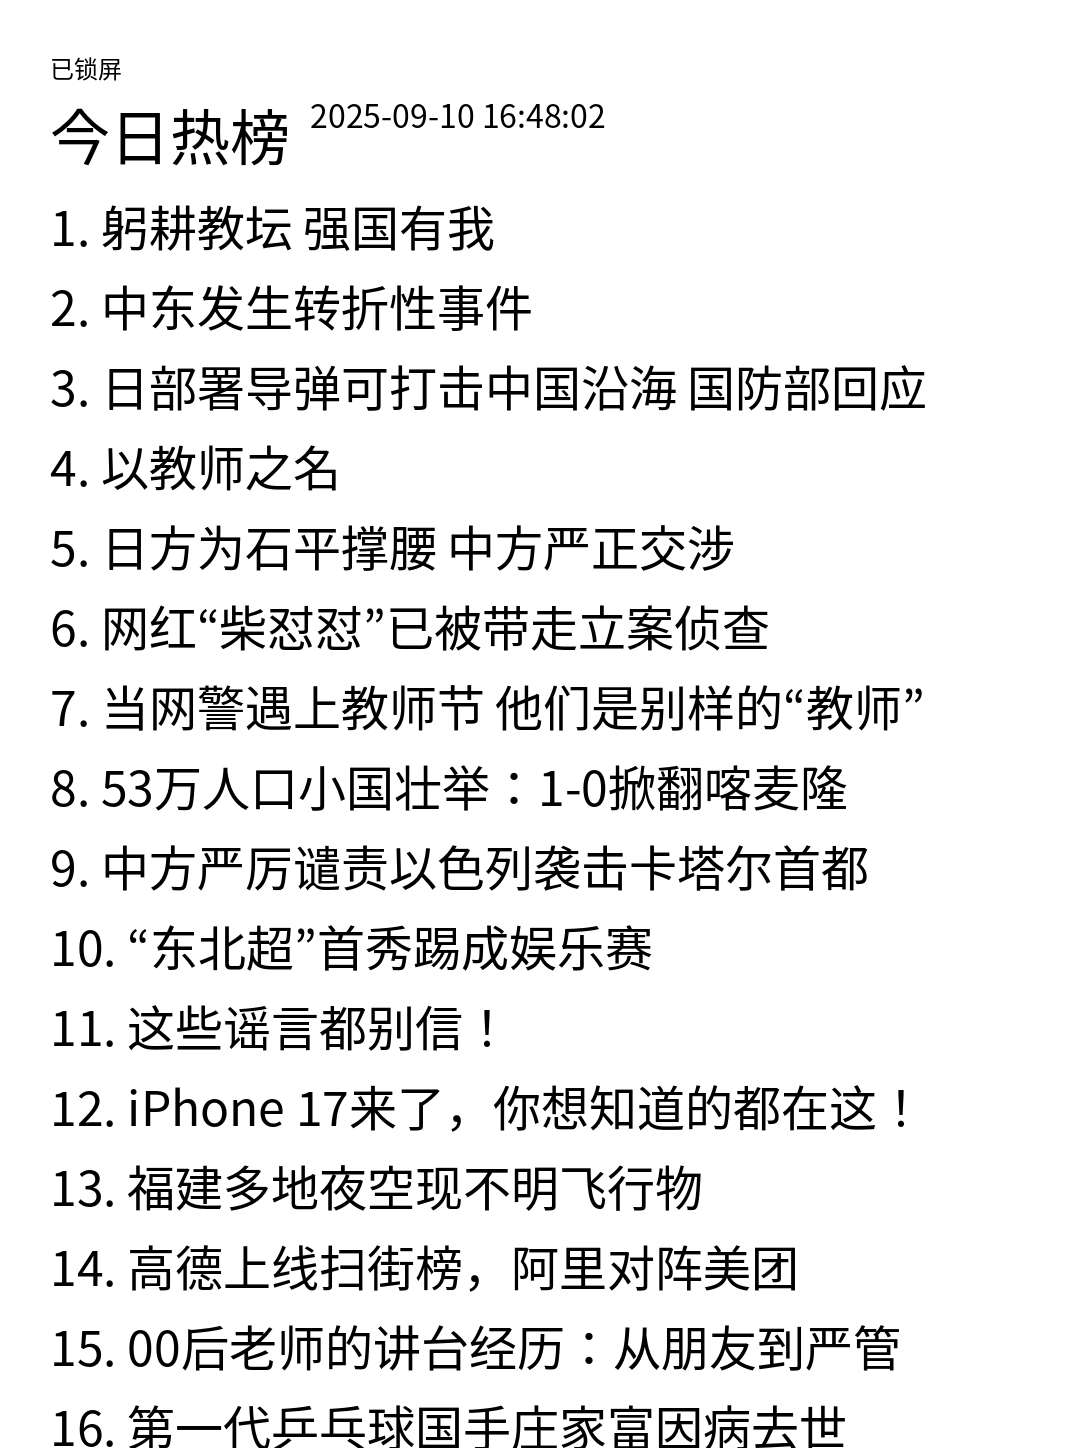 已锁屏
今日热榜 2025-09-10 16:48:02
1. 躬耕教坛 强国有我
2. 中东发生转折性事件
3. 日部署导弹可打击中国沿海 国防部回应
4. 以教师之名
5. 日方为石平撑腰 中方严正交涉
6. 网红“柴怼怼”已被带走立案侦查
7. 当网警遇上教师节 他们是别样的“教师”
8. 53万人口小国壮举：1-0掀翻喀麦隆
9. 中方严厉谴责以色列袭击卡塔尔首都
10. “东北超”首秀踢成娱乐赛
11. 这些谣言都别信！
12. iPhone 17来了，你想知道的都在这！
13. 福建多地夜空现不明飞行物
14. 高德上线扫街榜，阿里对阵美团
15. 00后老师的讲台经历：从朋友到严管
16. 第一代乒乓球国手庄家富因病去世